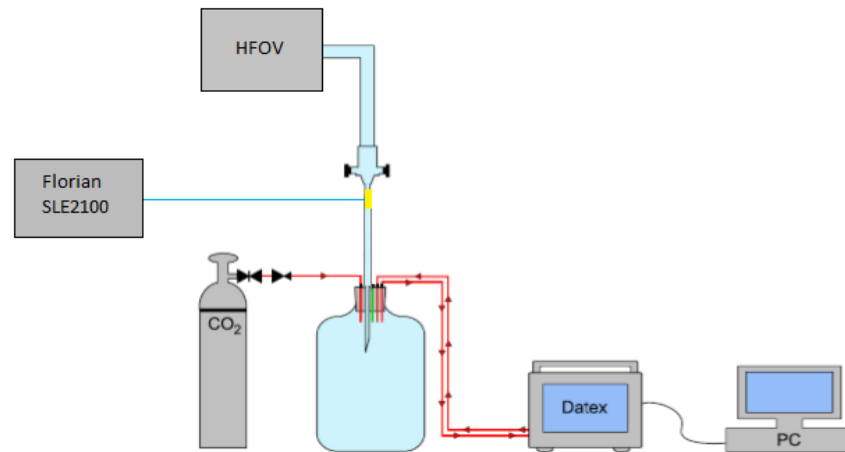 HFOV
Florian
SLE2100
CO₂
Datex
PC